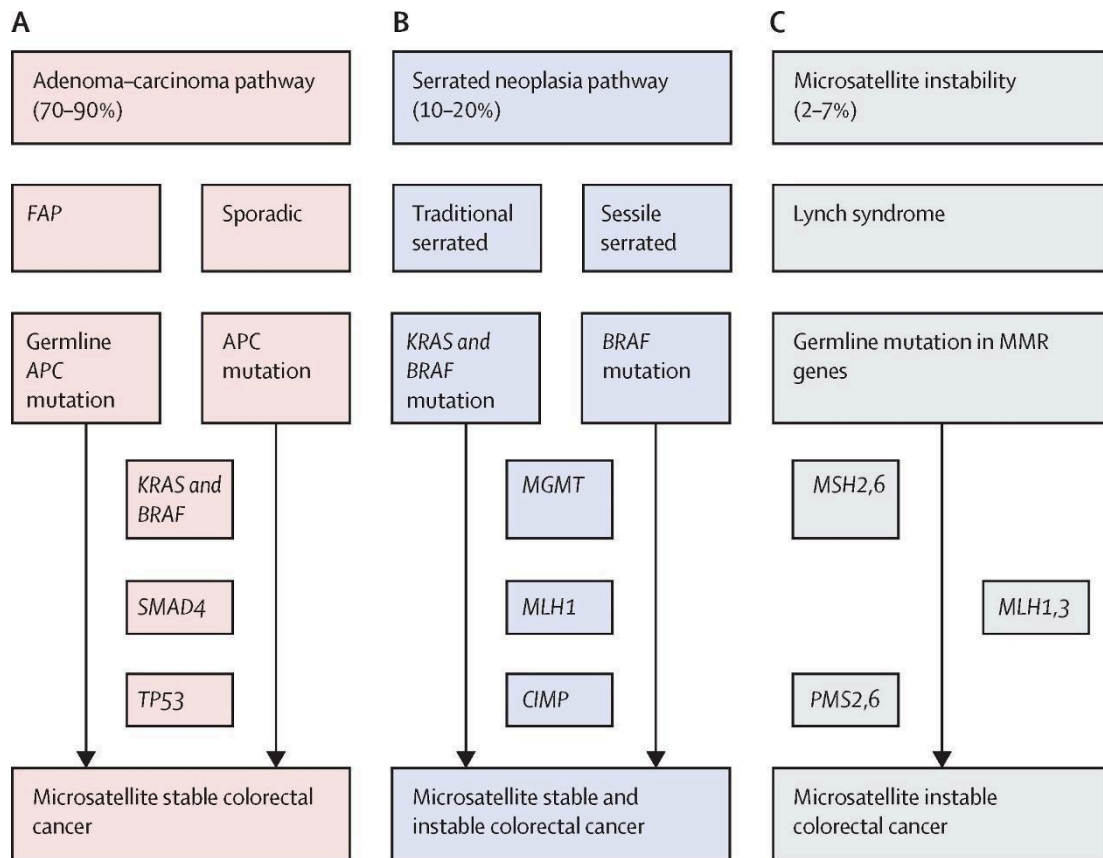 A
Adenoma–carcinoma pathway
(70–90%)
FAP
Sporadic
Germline
APC
mutation
APC
mutation
KRAS and
BRAF
SMAD4
TP53
Microsatellite stable colorectal
cancer
B
Serrated neoplasia pathway
(10–20%)
Traditional
serrated
Sessile
serrated
KRAS and
BRAF
mutation
BRAF
mutation
MGMT
MLH1
CIMP
Microsatellite stable and
instable colorectal cancer
C
Microsatellite instability
(2–7%)
Lynch syndrome
Germline mutation in MMR
genes
MSH2,6
MLH1,3
PMS2,6
Microsatellite instable
colorectal cancer